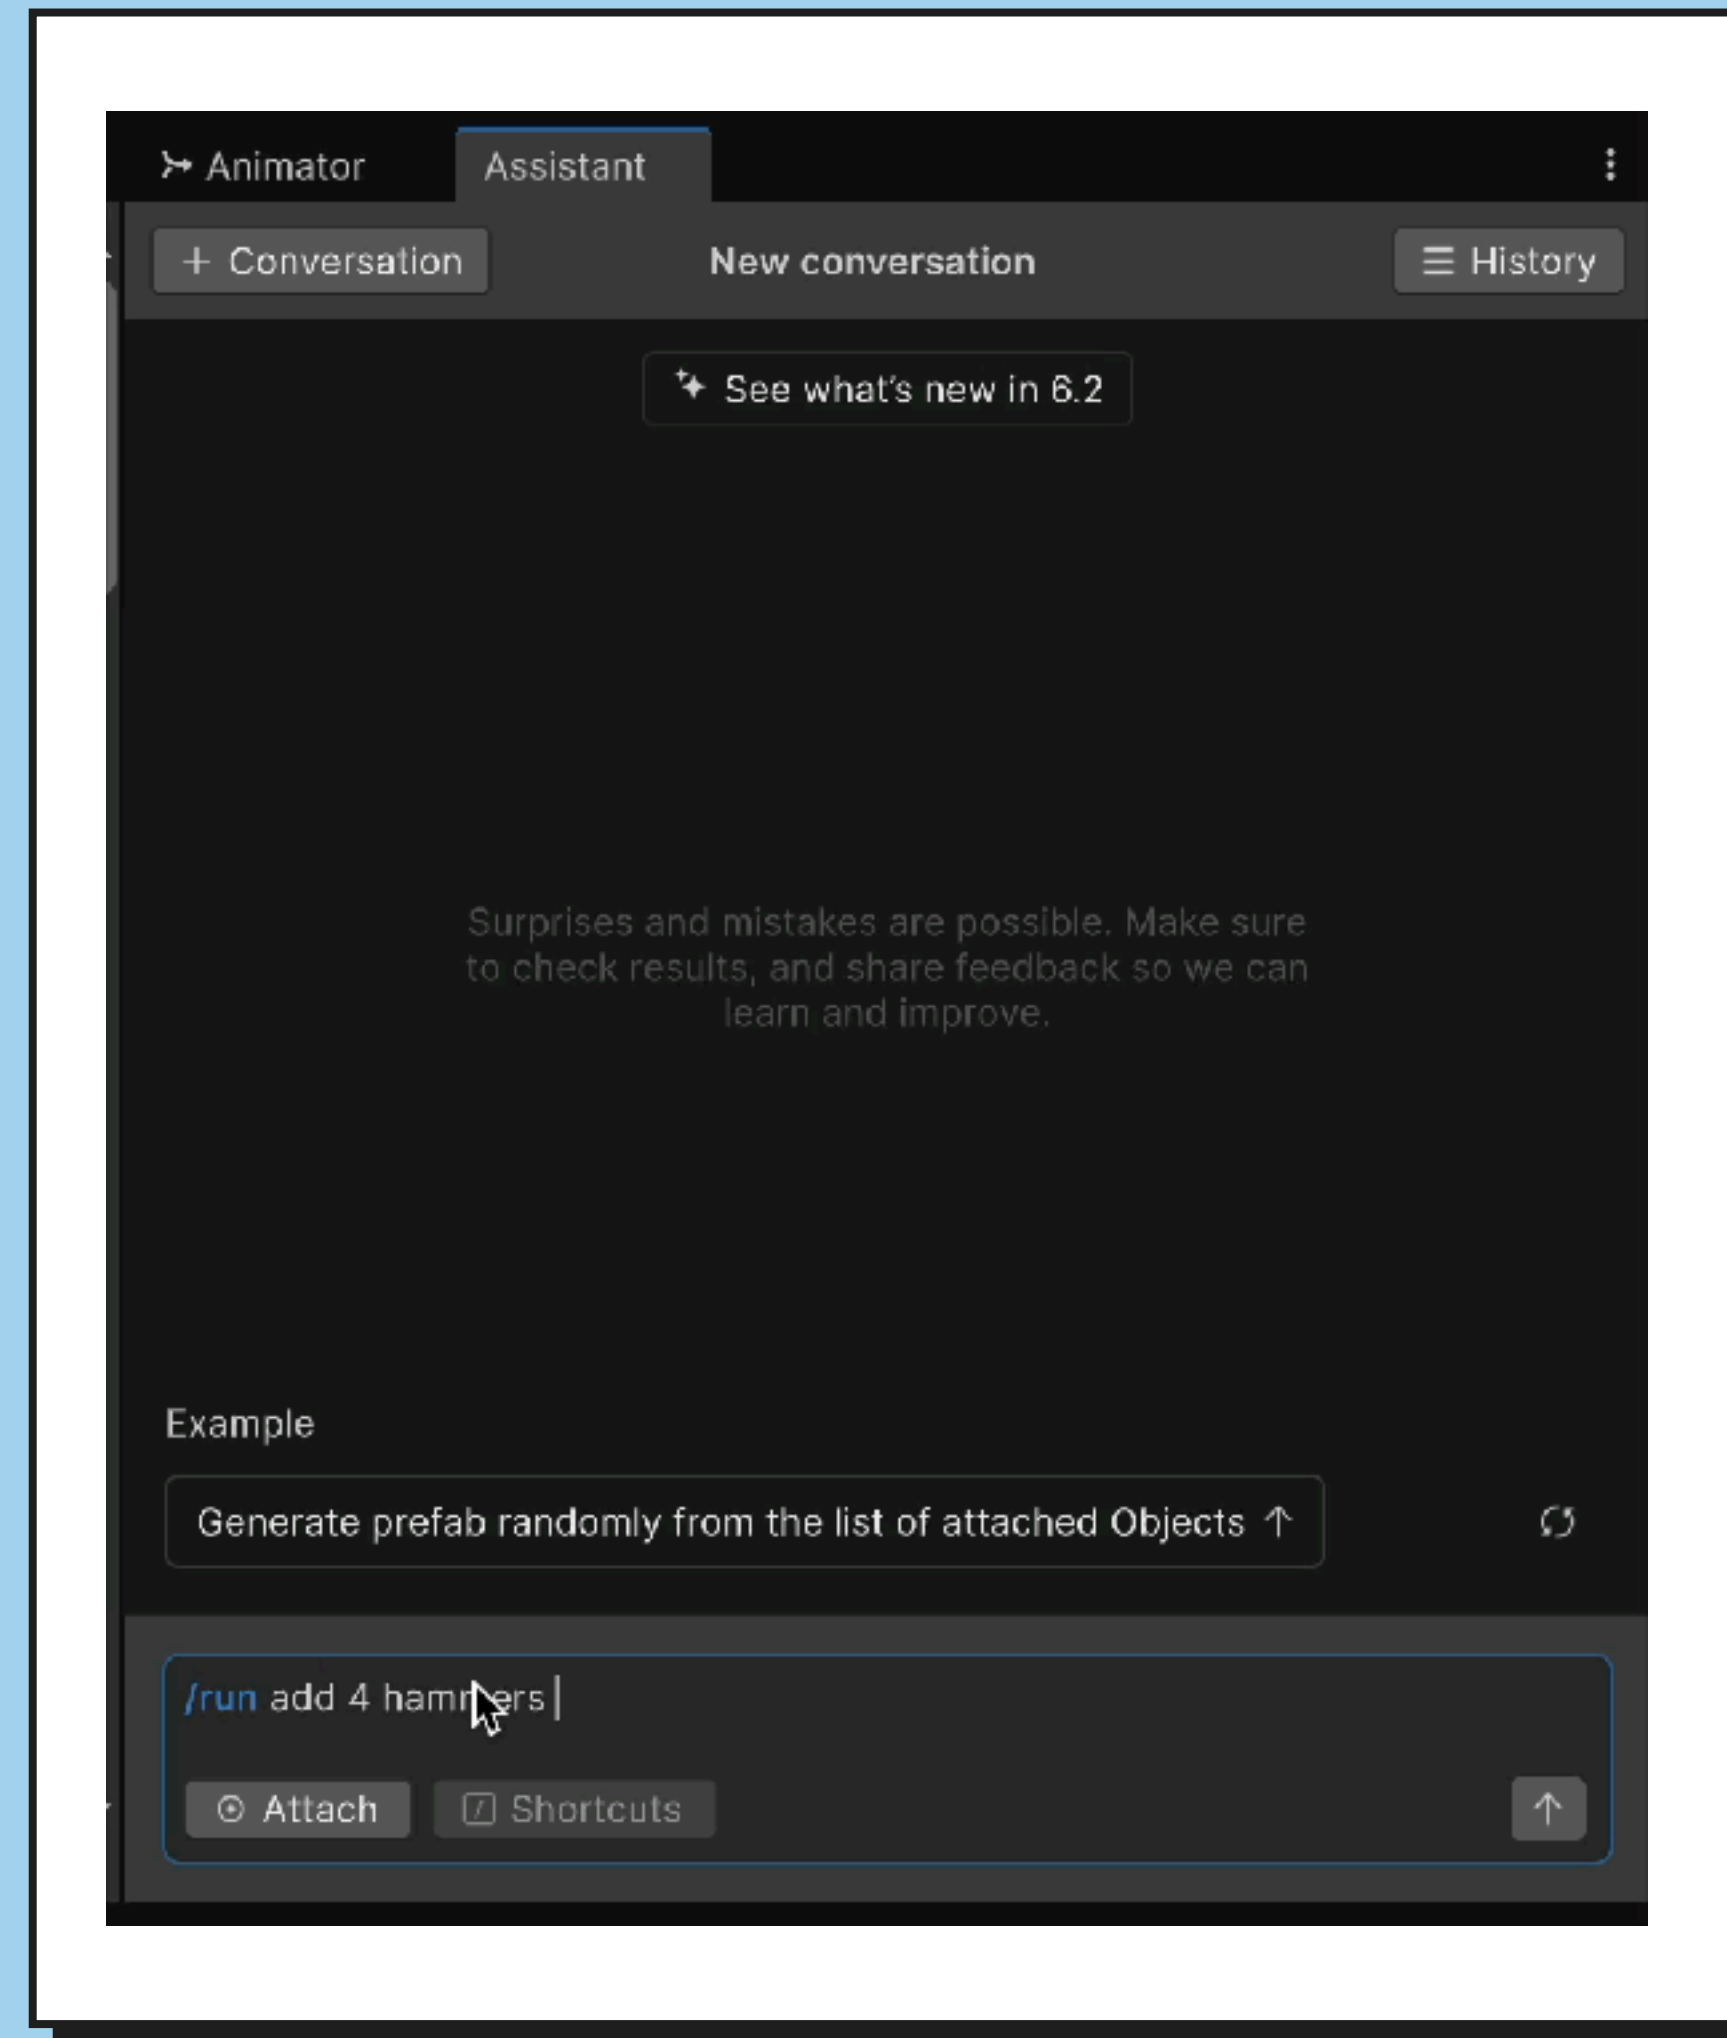 Animator
Assistant
+ Conversation
New conversation
History
See what's new in 6.2
Surprises and mistakes are possible. Make sure
to check results, and share feedback so we can
learn and improve.
Example
Generate prefab randomly from the list of attached Objects ↑
/run add 4 hammers
Attach
Shortcuts